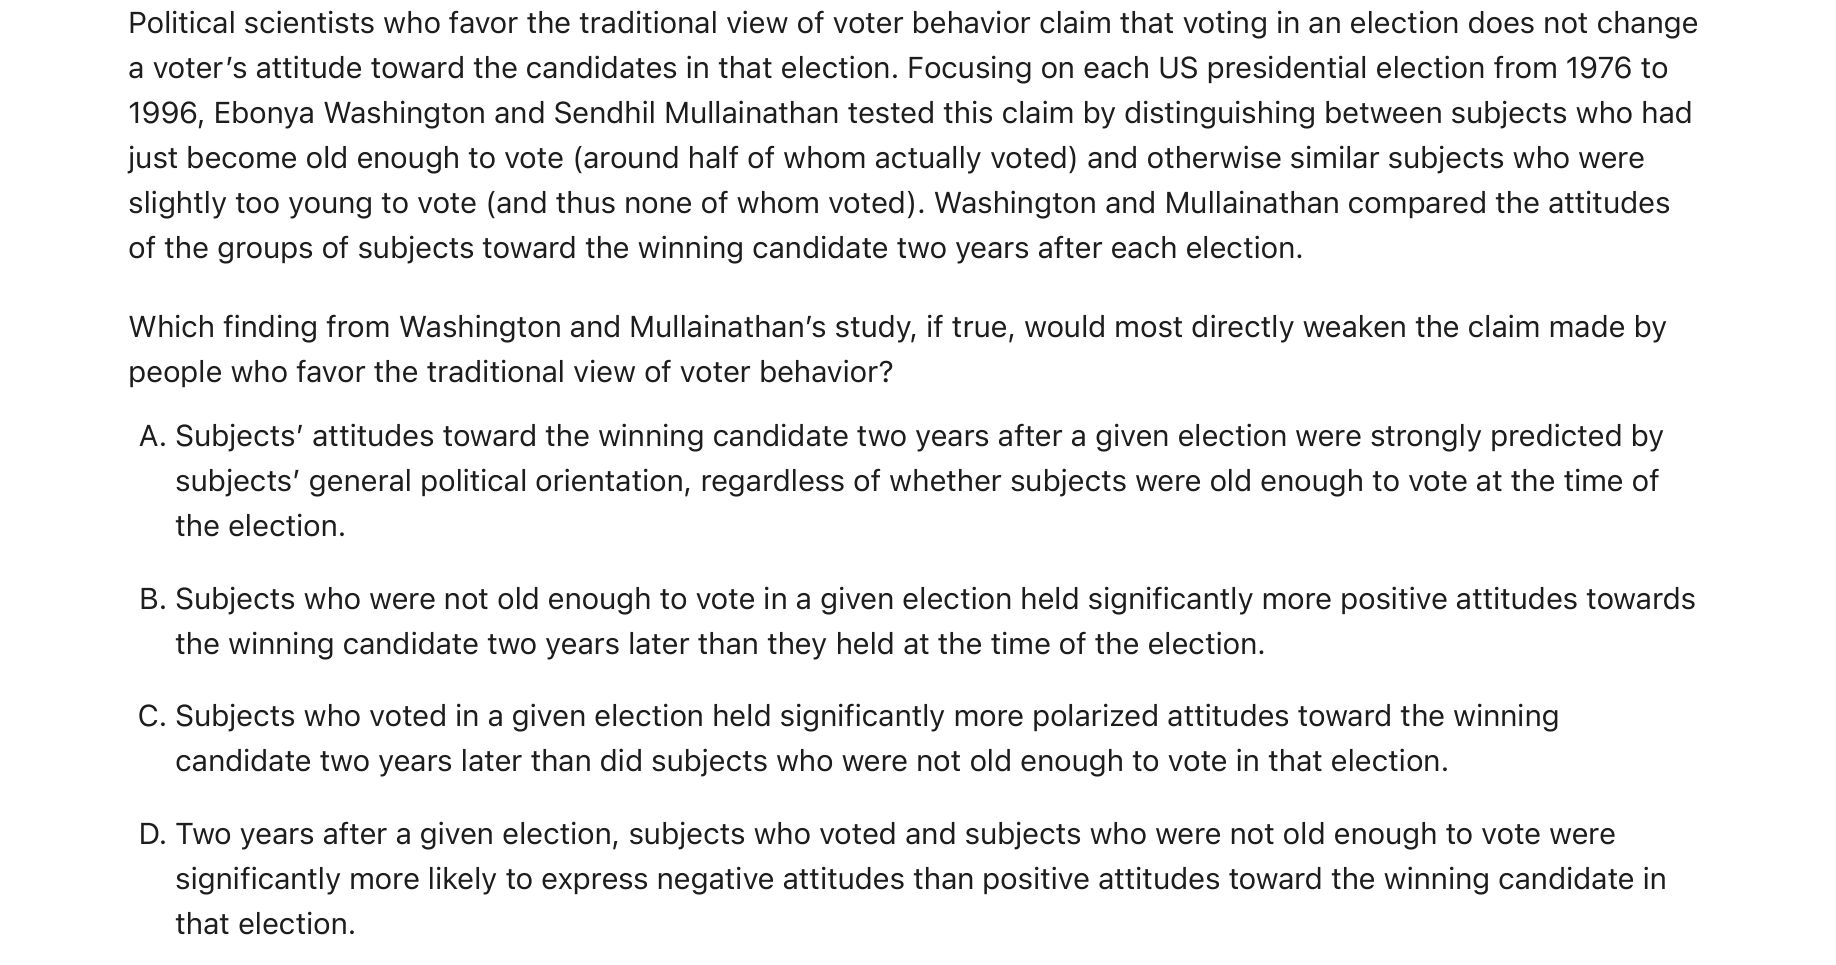 Political scientists who favor the traditional view of voter behavior claim that voting in an election does not change
a voter’s attitude toward the candidates in that election. Focusing on each US presidential election from 1976 to
1996, Ebonya Washington and Sendhil Mullainathan tested this claim by distinguishing between subjects who had
just become old enough to vote (around half of whom actually voted) and otherwise similar subjects who were
slightly too young to vote (and thus none of whom voted). Washington and Mullainathan compared the attitudes
of the groups of subjects toward the winning candidate two years after each election.
Which finding from Washington and Mullainathan’s study, if true, would most directly weaken the claim made by
people who favor the traditional view of voter behavior?
A. Subjects’ attitudes toward the winning candidate two years after a given election were strongly predicted by
subjects’ general political orientation, regardless of whether subjects were old enough to vote at the time of
the election.
B. Subjects who were not old enough to vote in a given election held significantly more positive attitudes towards
the winning candidate two years later than they held at the time of the election.
C. Subjects who voted in a given election held significantly more polarized attitudes toward the winning
candidate two years later than did subjects who were not old enough to vote in that election.
D. Two years after a given election, subjects who voted and subjects who were not old enough to vote were
significantly more likely to express negative attitudes than positive attitudes toward the winning candidate in
that election.